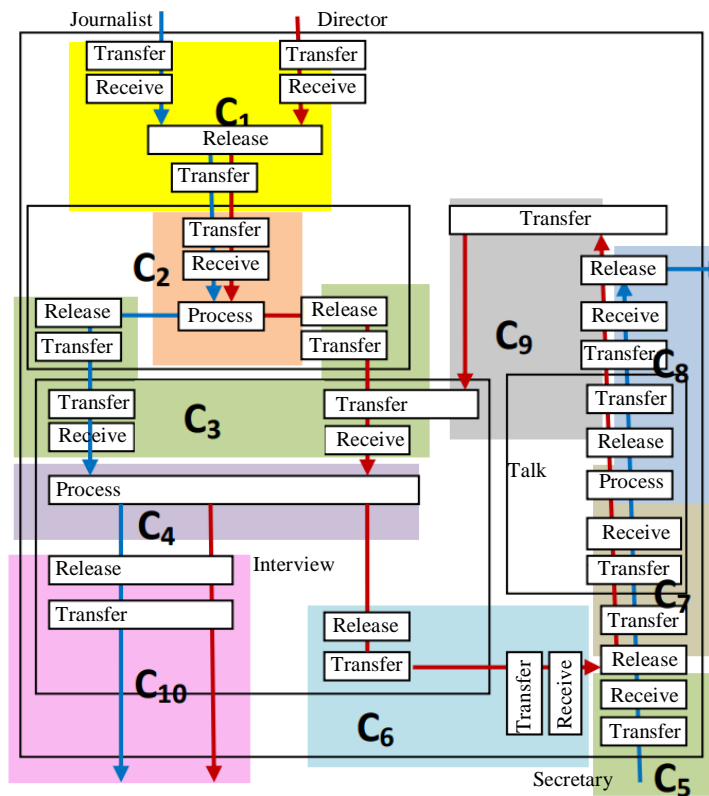 Journalist
Director
Transfer
Transfer
Receive
Receive
C1
Release
Transfer
Transfer
Transfer
Receive
C2
Release
Release
Process
Release
Receive
Transfer
Transfer
C9
Transfer
C8
Transfer
Transfer
Transfer
C3
Receive
Receive
Release
Talk
Process
Process
C4
Receive
Release
Interview
Transfer
C7
Transfer
Release
Transfer
Transfer
Release
Transfer
Receive
Receive
C10
C6
Transfer
Secretary
C5